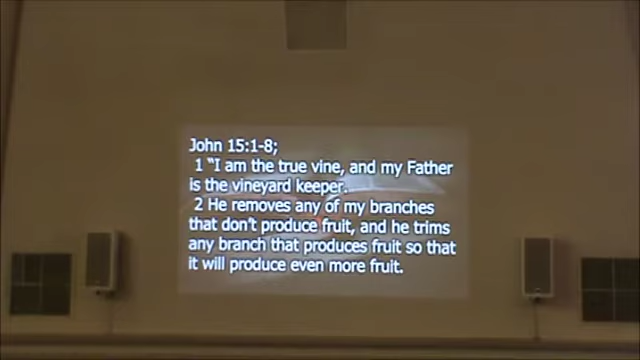 John 15:1-8;
1 "I am the true vine, and my Father
is the vineyard keeper.
2 He removes any of my branches
that don't produce fruit, and he trims
any branch that produces fruit so that
it will produce even more fruit.